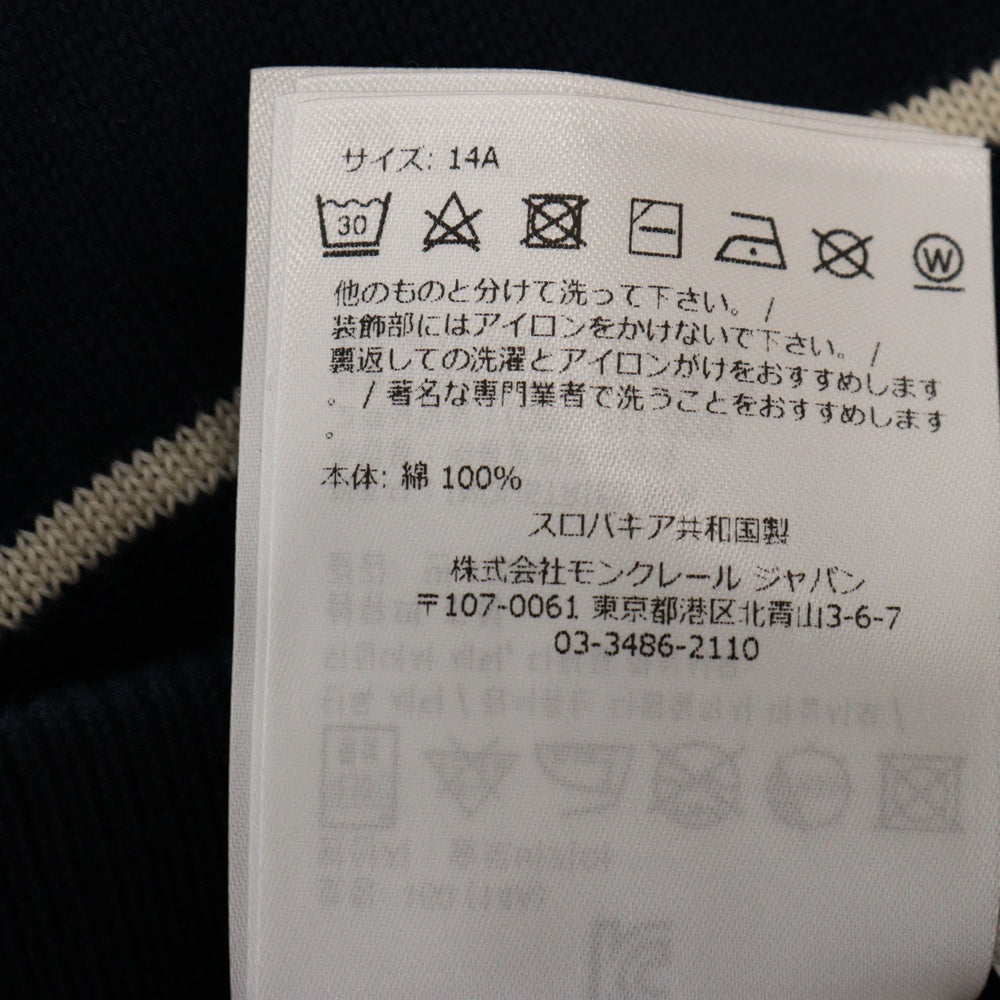 サイズ: 14A
30
W
他のものと分けて洗って下さい。 /
装飾部にはアイロンをかけないで下さい。 /
裏返しての洗濯とアイロンがけをおすすめします
。 / 著名な専門業者で洗うことをおすすめします
。
本体: 綿 100%
スロバキア共和国製
株式会社モンクレール ジャパン
〒107-0061 東京都港区北青山3-6-7
03-3486-2110